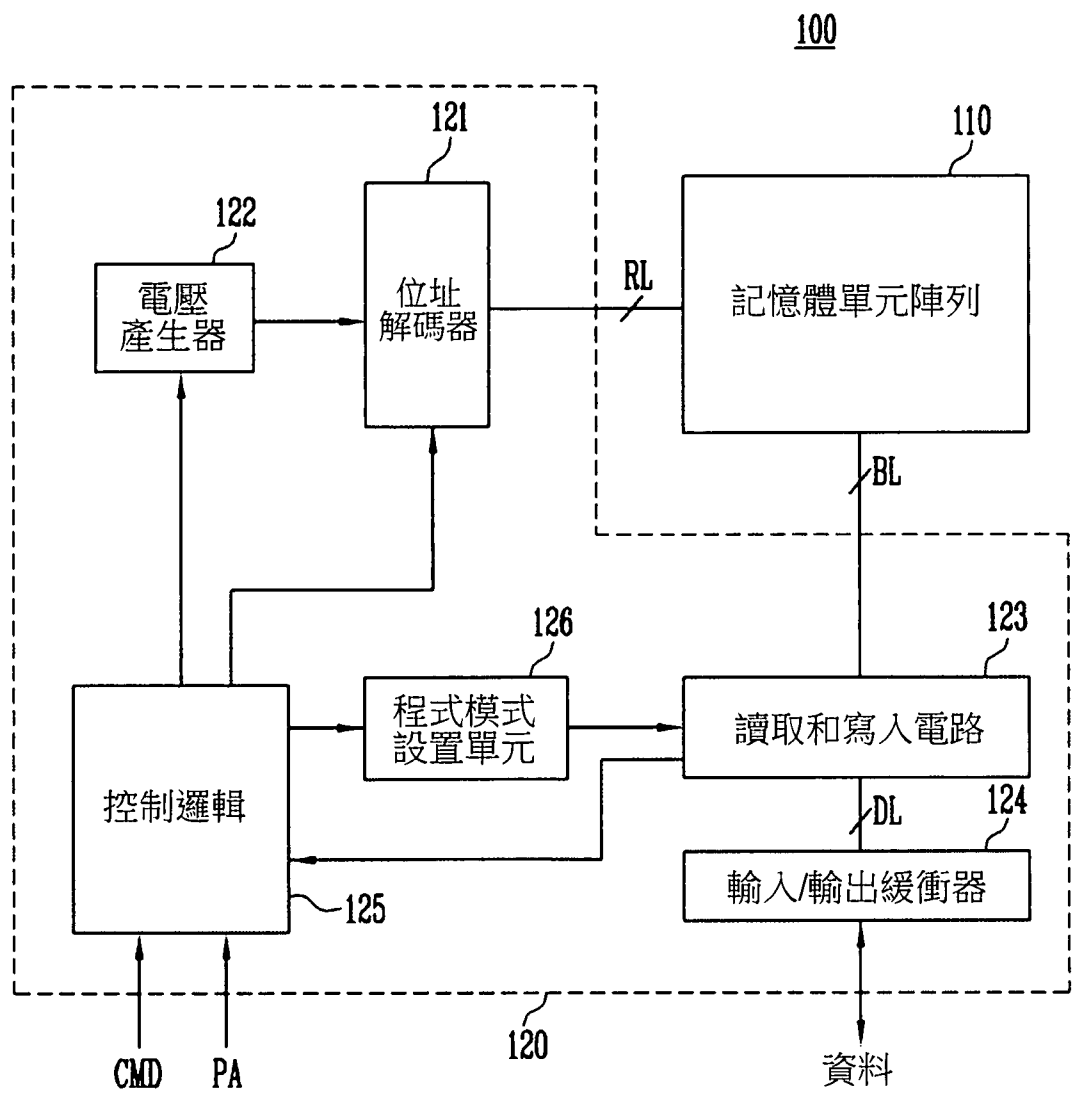 100
121
110
122
電壓
產生器
位址
解碼器
RL
記憶體單元陣列
BL
126
123
程式模式
設置單元
讀取和寫入電路
控制邏輯
DL
124
輸入/輸出緩衝器
125
120
CMD
PA
資料